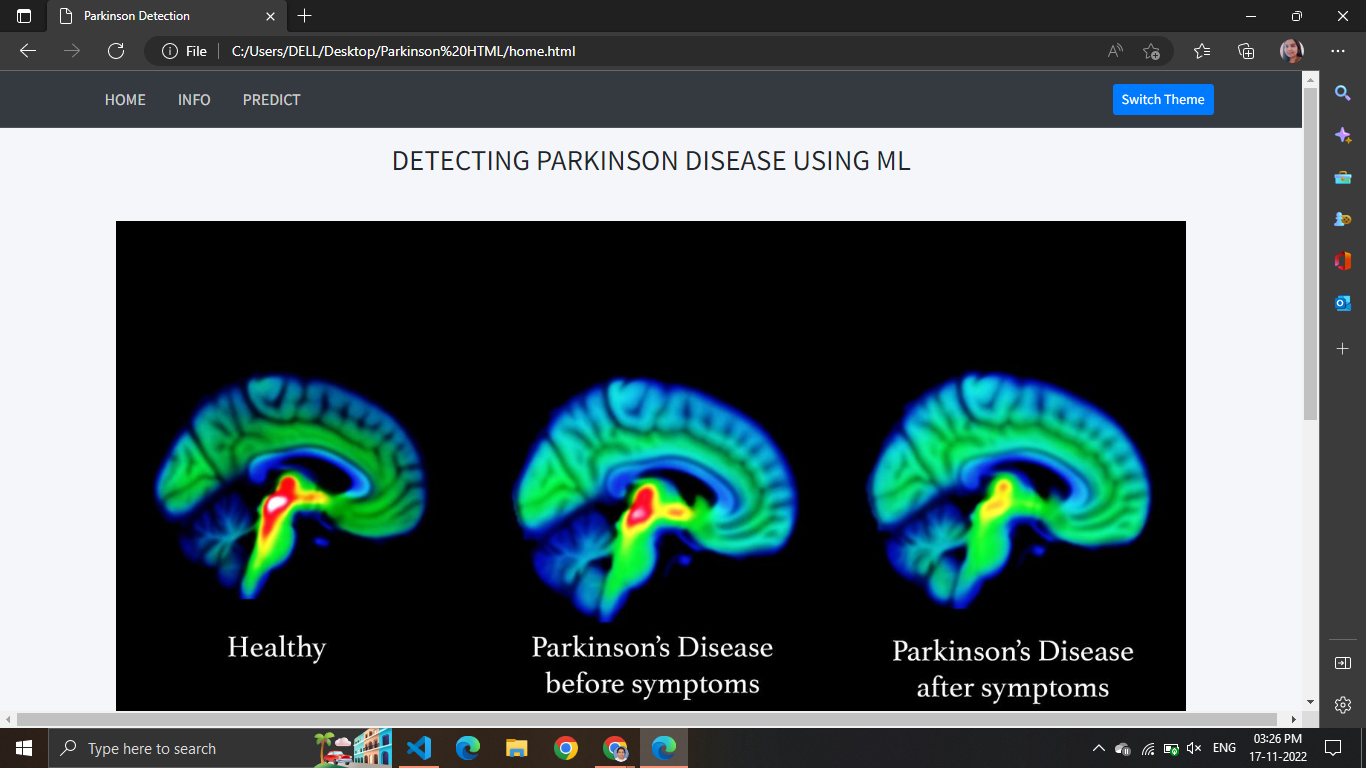 Parkinson Detection
File
C:/Users/DELL/Desktop/Parkinson%20HTML/home.html
HOME INFO PREDICT Switch Theme
DETECTING PARKINSON DISEASE USING ML
Healthy
Parkinson’s Disease
before symptoms
Parkinson’s Disease
after symptoms
Type here to search
ENG
03:26 PM
17-11-2022